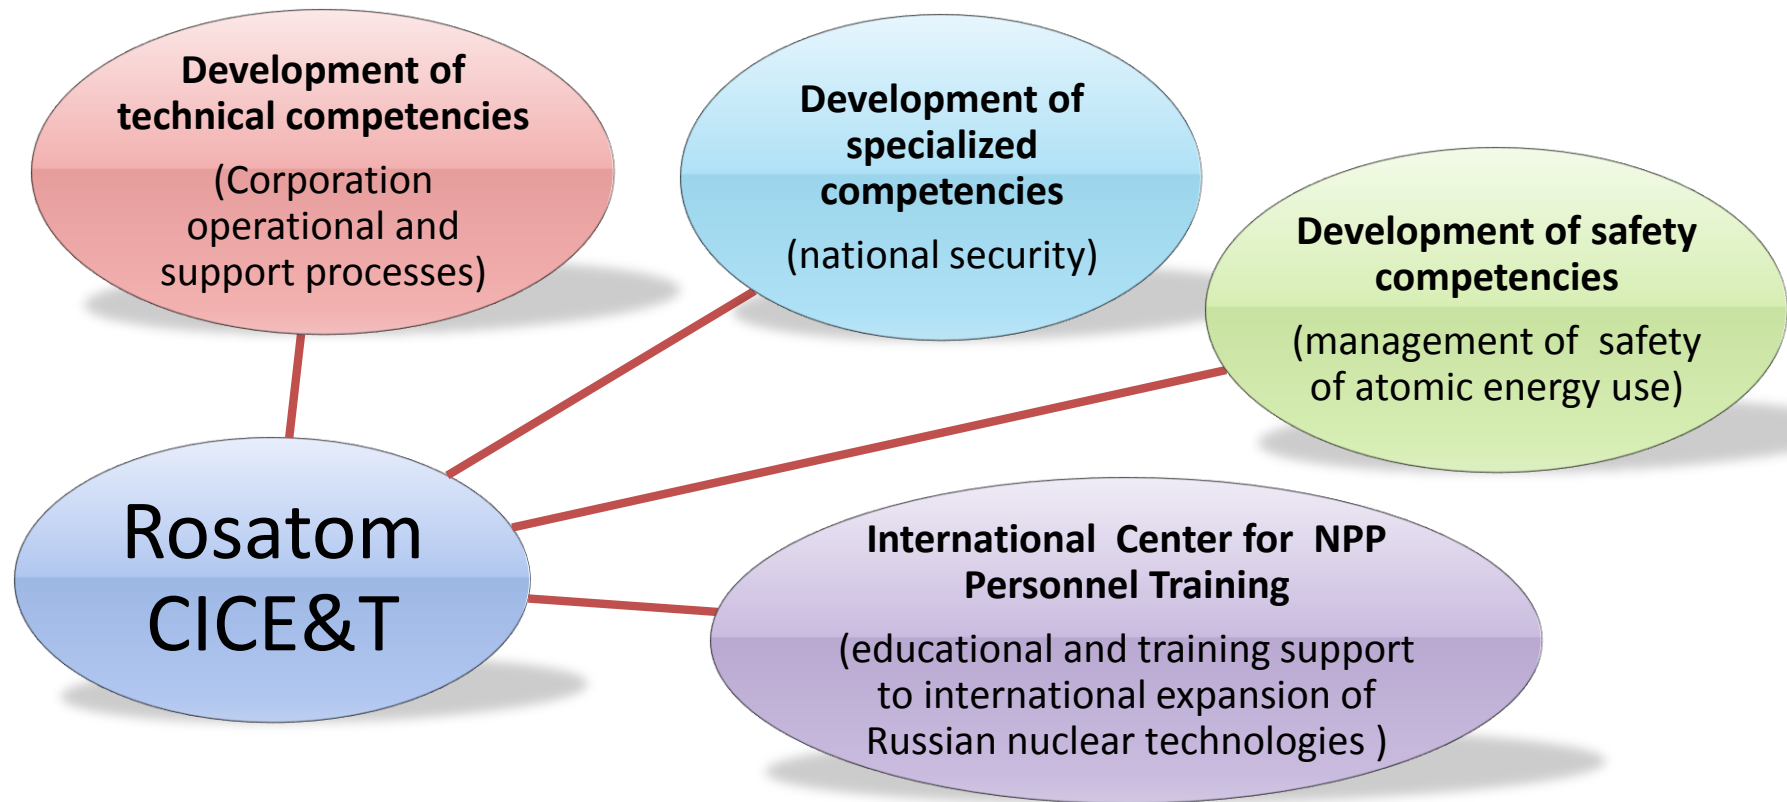 Development of
technical competencies
(Corporation
operational and
support processes)
Development of
specialized
competencies
(national security)
Development of safety
competencies
(management of  safety
of atomic energy use)
Rosatom
CICE&T
International  Center for  NPP
Personnel Training
(educational and training support
to international expansion of
Russian nuclear technologies )